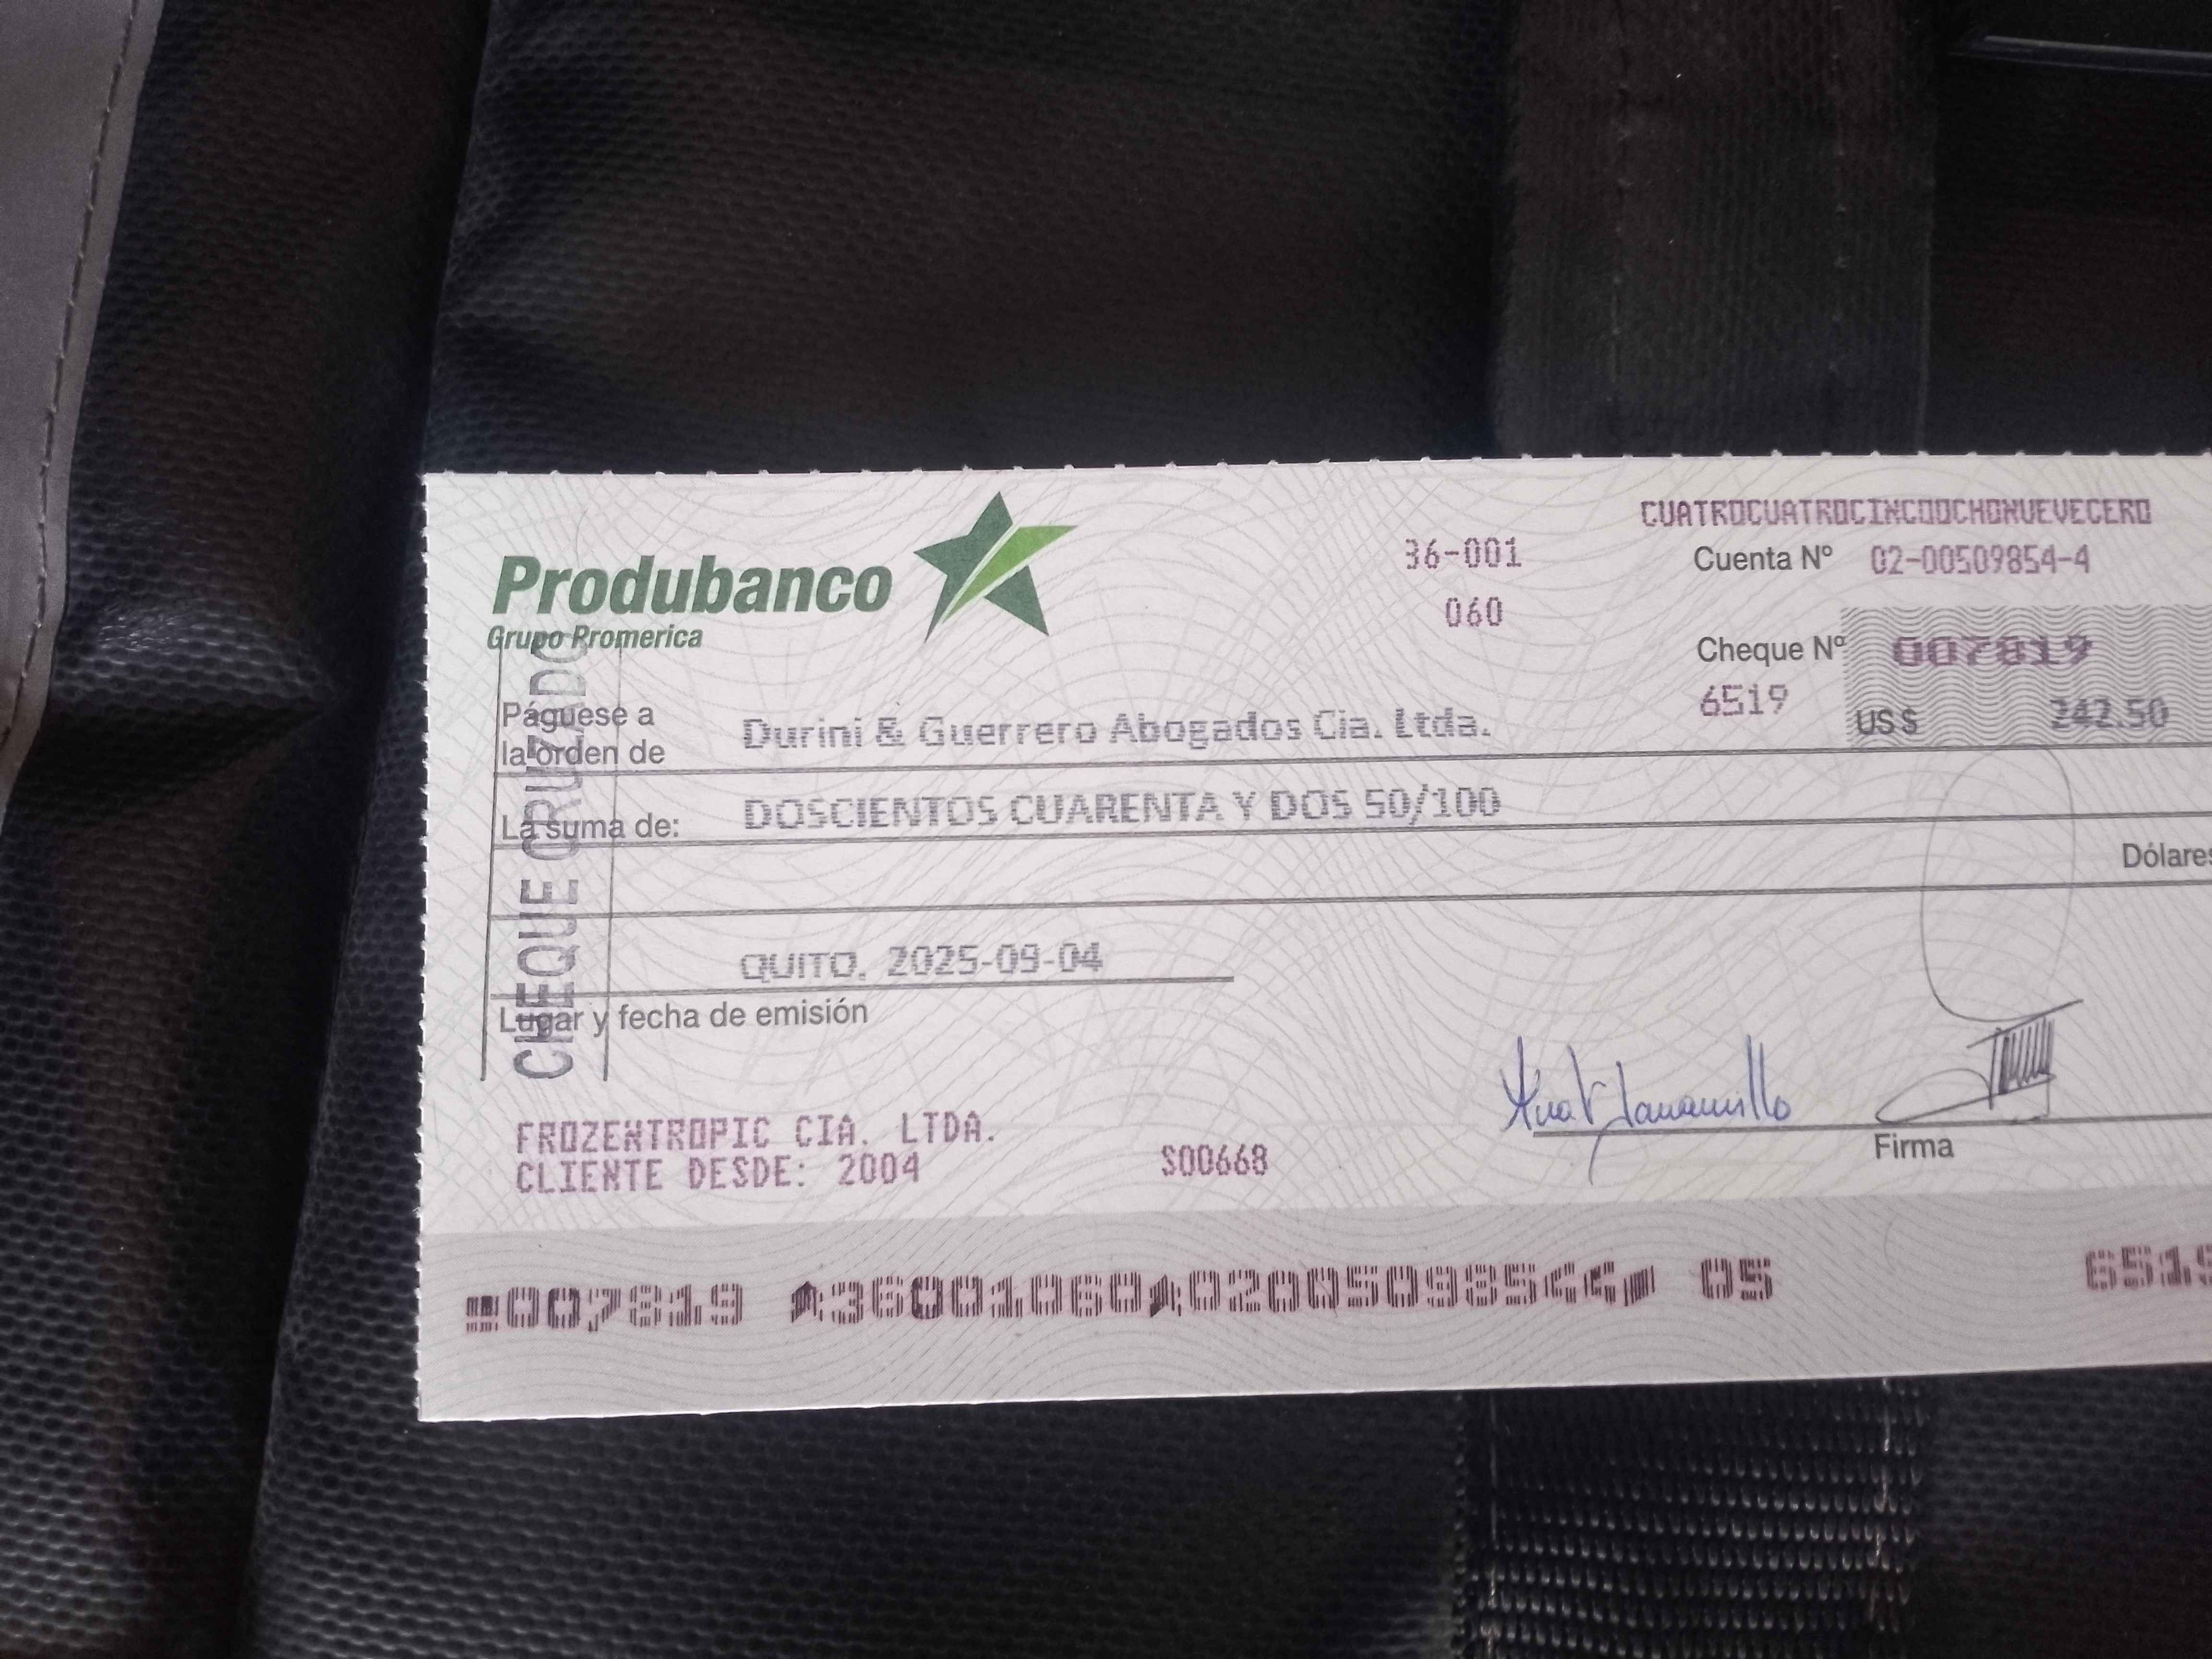 CUATROCUATROCINCOOCHONUEVECERO
Produbanco
Grupo Promerica
36-001
060
Cuenta Nº 02-00509854-4
Cheque Nº 007819
6519
US $ 242.50
CHEQUE CRUZADO
Páguese a
la orden de Durini & Guerrero Abogados Cia. Ltda.
La suma de: DOSCIENTOS CUARENTA Y DOS 50/100
Dólares
QUITO, 2025-09-04
Lugar y fecha de emisión
Firma
FROZENTROPIC CIA. LTDA.
CLIENTE DESDE: 2004
S00668
007819 36001060 02005098544 05 6519